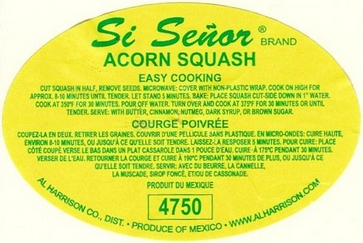 Si Señor® BRAND
ACORN SQUASH
EASY COOKING
CUT SQUASH IN HALF, REMOVE SEEDS. MICROWAVE: COVER WITH NON-PLASTIC WRAP. COOK ON HIGH FOR
APPROX. 8-10 MINUTES UNTIL TENDER. LET STAND 5 MINUTES. BAKE: PLACE SQUASH CUT-SIDE DOWN IN 1" WATER.
COOK AT 350°F FOR 30 MINUTES. POUR OFF WATER. TURN OVER AND COOK AT 375°F FOR 30 MINUTES OR UNTIL
TENDER. SERVE: WITH BUTTER, CINNAMON, NUTMEG, DARK SYRUP, OR BROWN SUGAR.
COURGE POIVRÉE
COUPEZ-LA EN DEUX. RETIRER LES GRAINES. COUVRIR D'UNE PELLICULE SANS PLASTIC. EN MICRO-ONDES: CUIRE HAUT,
ENVIRON 8-10 MINUTES, OU JUSQU'À CE QU'ELLE SOIT TENDRE. LAISSEZ-LA RESPOSER 5 MINUTES. POUR CUIRE: PLACE
CÔTÉ COUPÉ VERSE LE BAS DANS UN PLAT CASSAROLE DANS 1 POUCE D'EAU. CUIRE À 175°C PENDANT 30 MINUTES.
VERSER DE L'EAU. RETOURNER LA COURGE ET CUIRE À 190°C PENDANT 30 MINUTES DE PLUS, OU JUSQU'À CE
QU'ELLE SOIT TENDRE. SERVIR: AVEC DU BEURRE, DE LA CANNELLE,
LA MUSCADE, SIROP FONCÉ, ET/OU DE CASSONADE.
PRODUIT DU MEXIQUE
4750
AL HARRISON CO., DIST. • PRODUCE OF MEXICO • WWW.ALHARRISON.COM